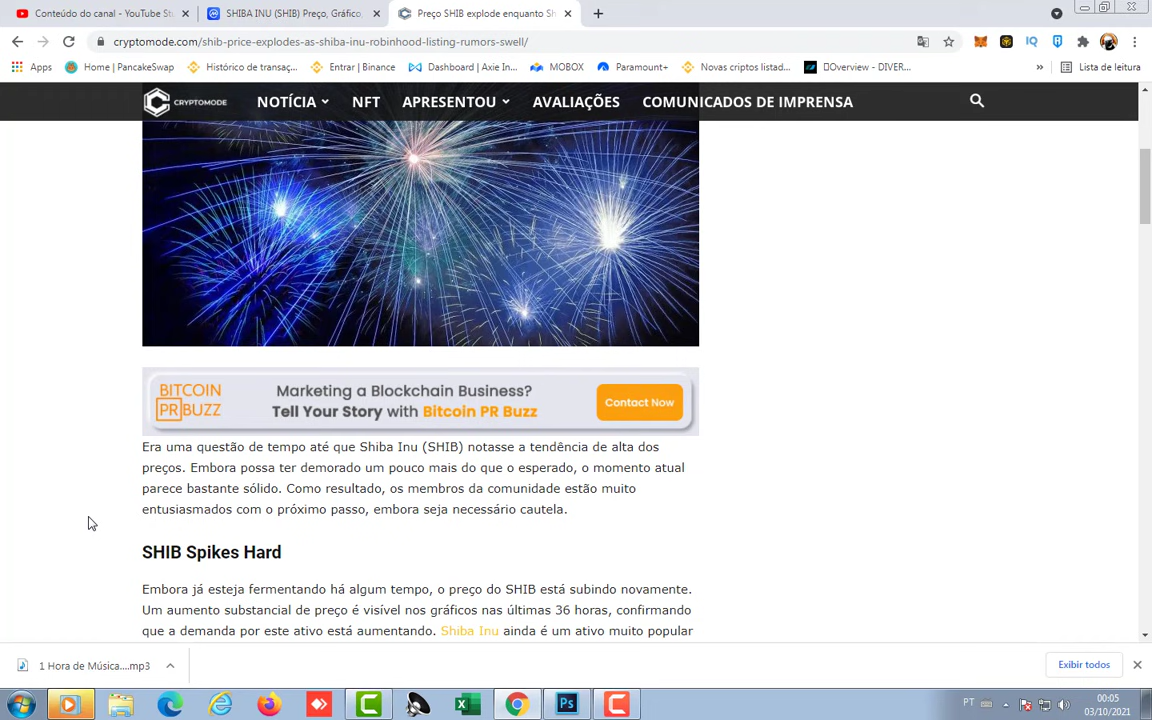 Conteúdo do canal - YouTube St
SHIBA INU (SHIB) Preço, Gráfico,
Preço SHIB explode enquanto Sh
cryptomode.com/shib-price-explodes-as-shiba-inu-robinhood-listing-rumors-swell/
Apps
Home | PancakeSwap
Histórico de transaç...
Entrar | Binance
Dashboard | Axie In...
MOBOX
Paramount+
Novas criptos listad...
Overview - DIVER...
»
Lista de leitura
CRYPTOMODE
NOTÍCIA
NFT
APRESENTOU
AVALIAÇÕES
COMUNICADOS DE IMPRENSA
BITCOIN
PR BUZZ
Marketing a Blockchain Business?
Tell Your Story with Bitcoin PR Buzz
Contact Now
Era uma questão de tempo até que Shiba Inu (SHIB) notasse a tendência de alta dos
preços. Embora possa ter demorado um pouco mais do que o esperado, o momento atual
parece bastante sólido. Como resultado, os membros da comunidade estão muito
entusiasmados com o próximo passo, embora seja necessário cautela.
SHIB Spikes Hard
Embora já esteja fermentando há algum tempo, o preço do SHIB está subindo novamente.
Um aumento substancial de preço é visível nos gráficos nas últimas 36 horas, confirmando
que a demanda por este ativo está aumentando. Shiba Inu ainda é um ativo muito popular
1 Hora de Música....mp3
Exibir todos
PT
00:05
03/10/2021